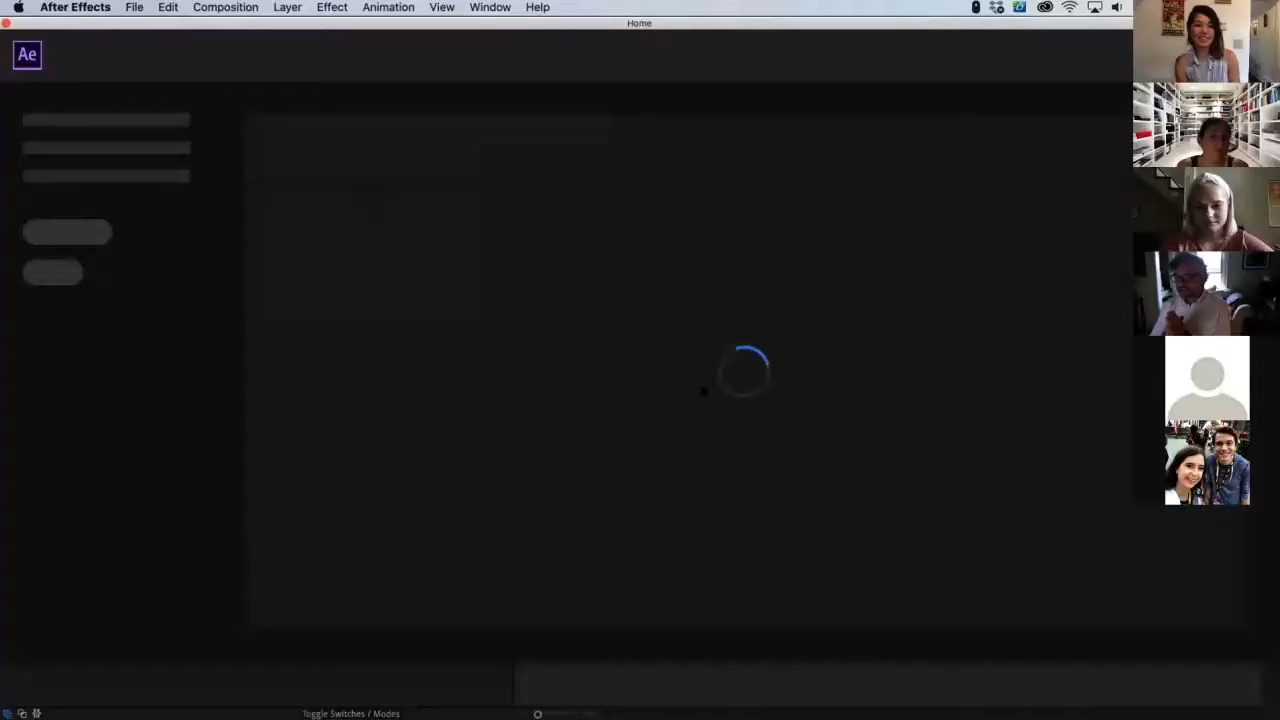 After Effects File Edit Composition Layer Effect Animation View Window Help
Home
Ae
Toggle Switches / Modes